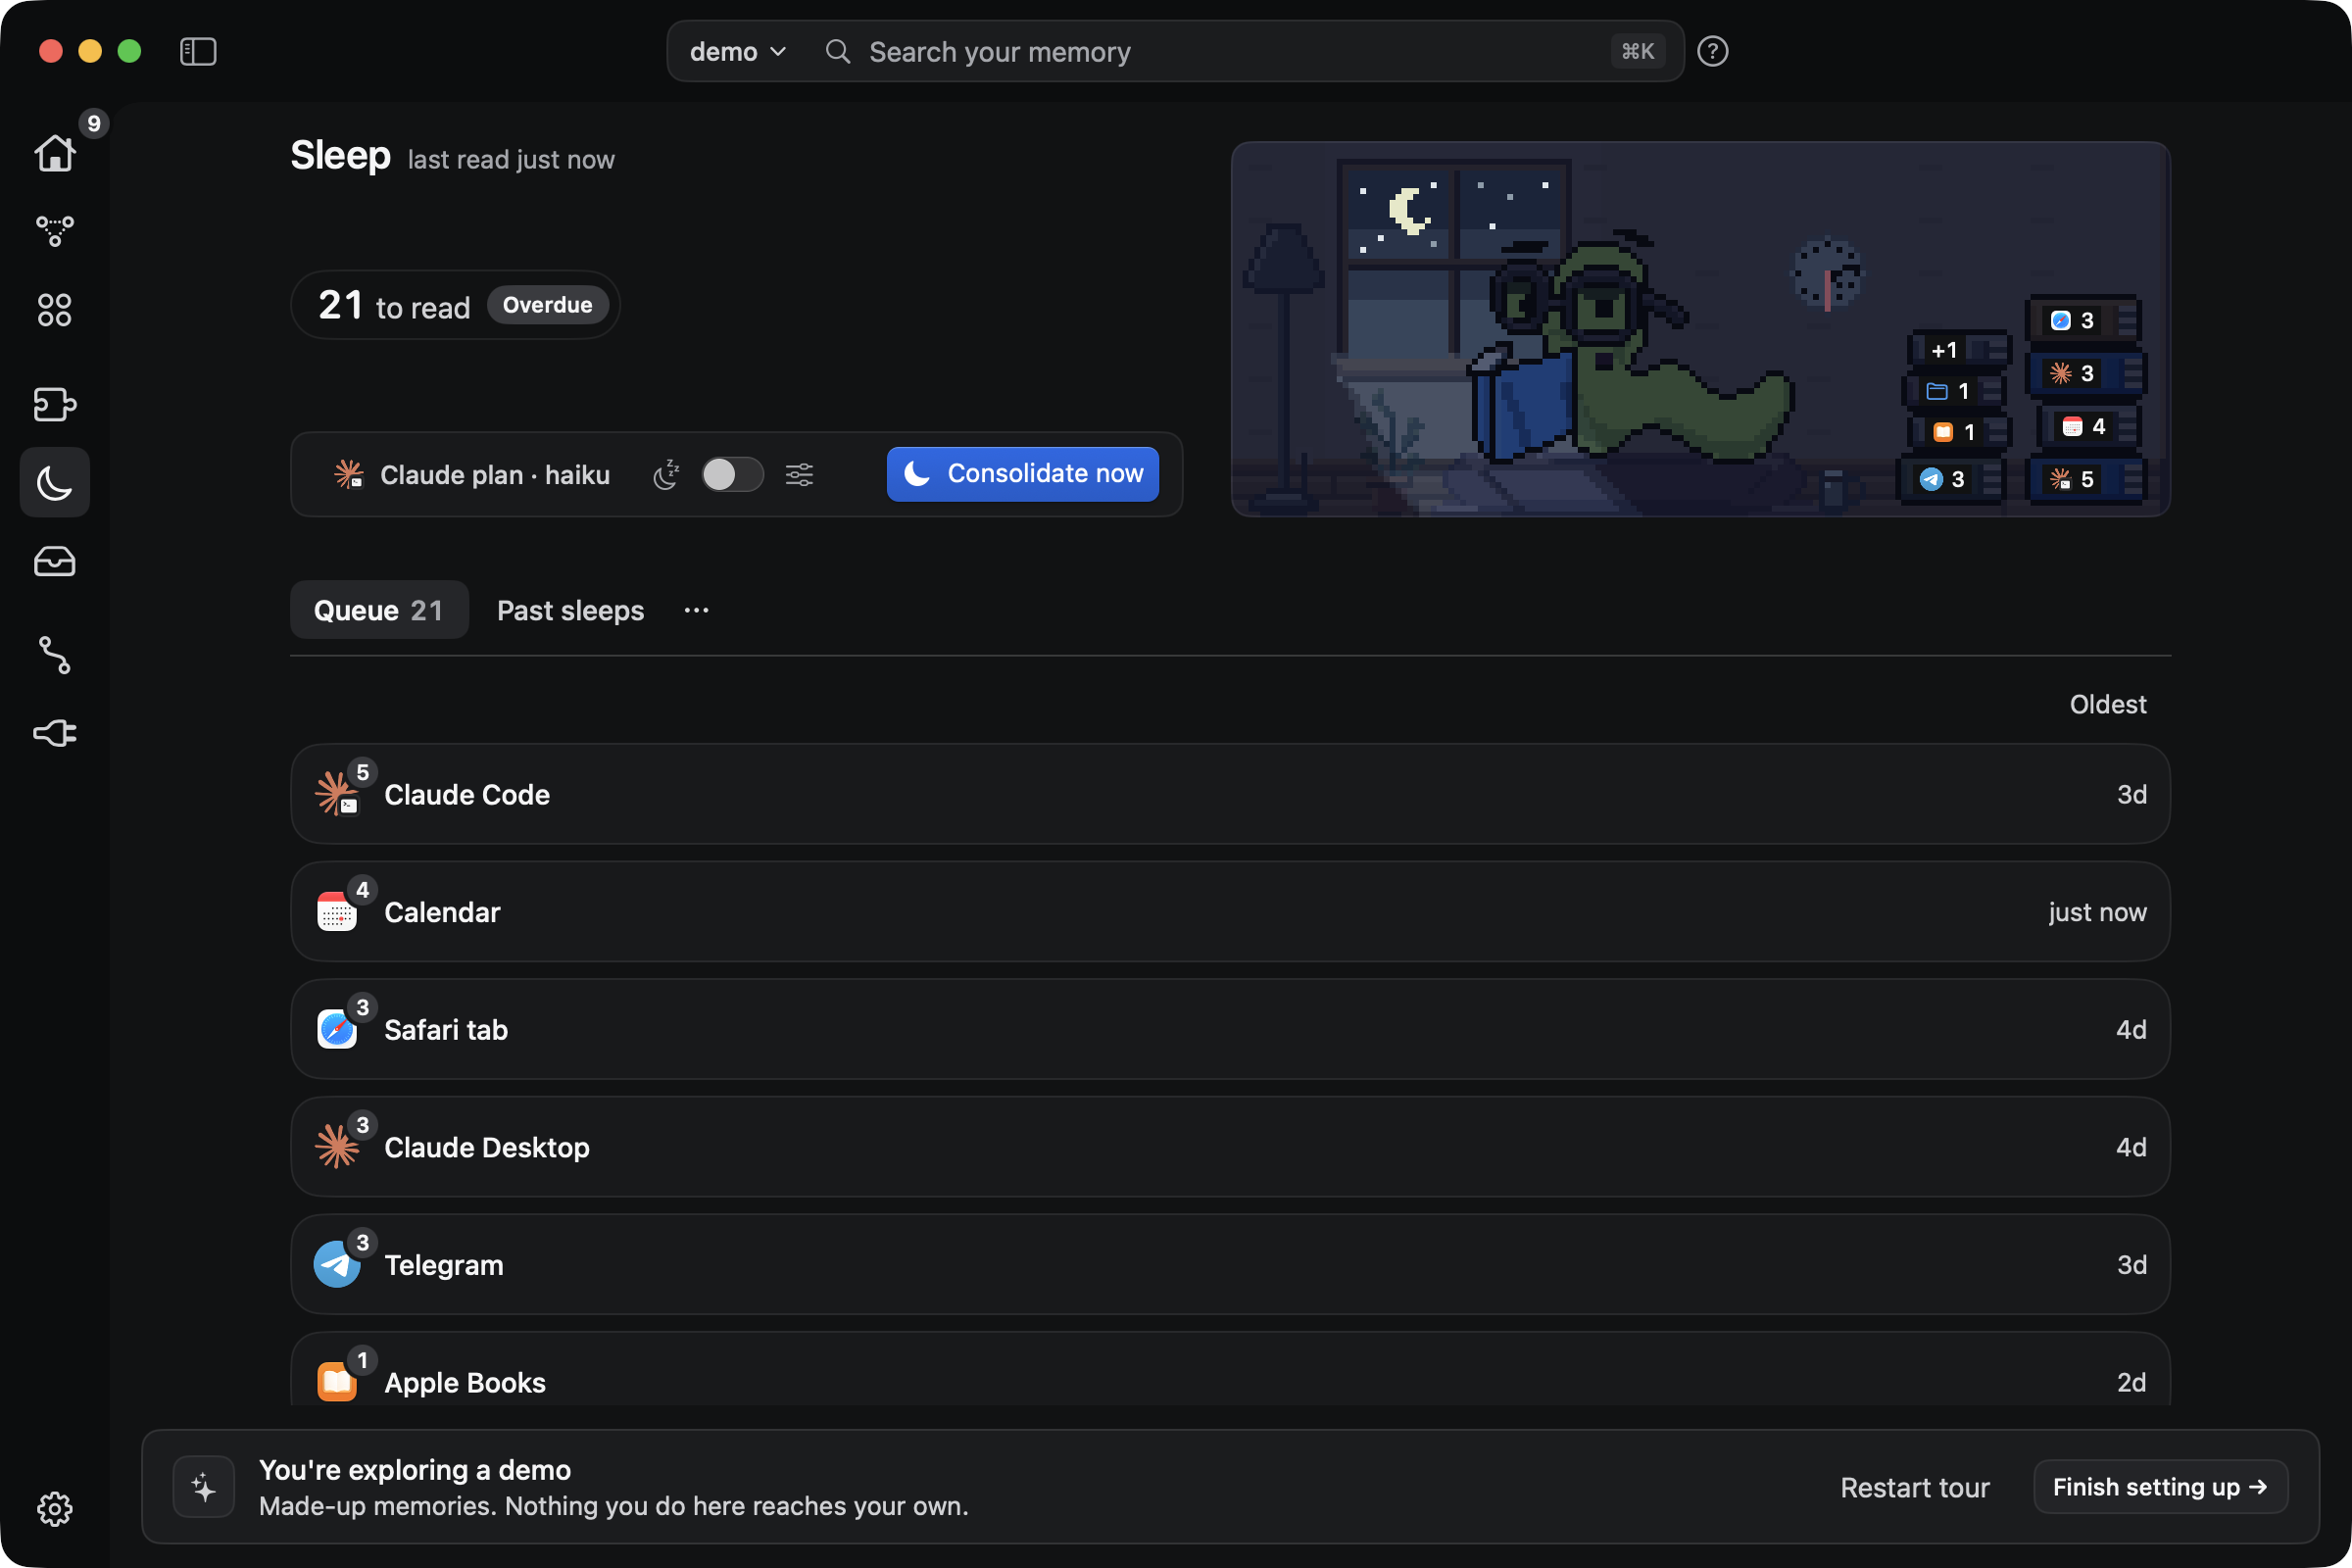 demo
Search your memory
⌘K
?
9
Sleep last read just now
21 to read Overdue
Claude plan · haiku
Consolidate now
+1
1
1
3
3
3
4
5
Queue 21
Past sleeps
Oldest
5
Claude Code
3d
4
Calendar
just now
3
Safari tab
4d
3
Claude Desktop
4d
3
Telegram
3d
1
Apple Books
2d
You're exploring a demo
Made-up memories. Nothing you do here reaches your own.
Restart tour
Finish setting up →